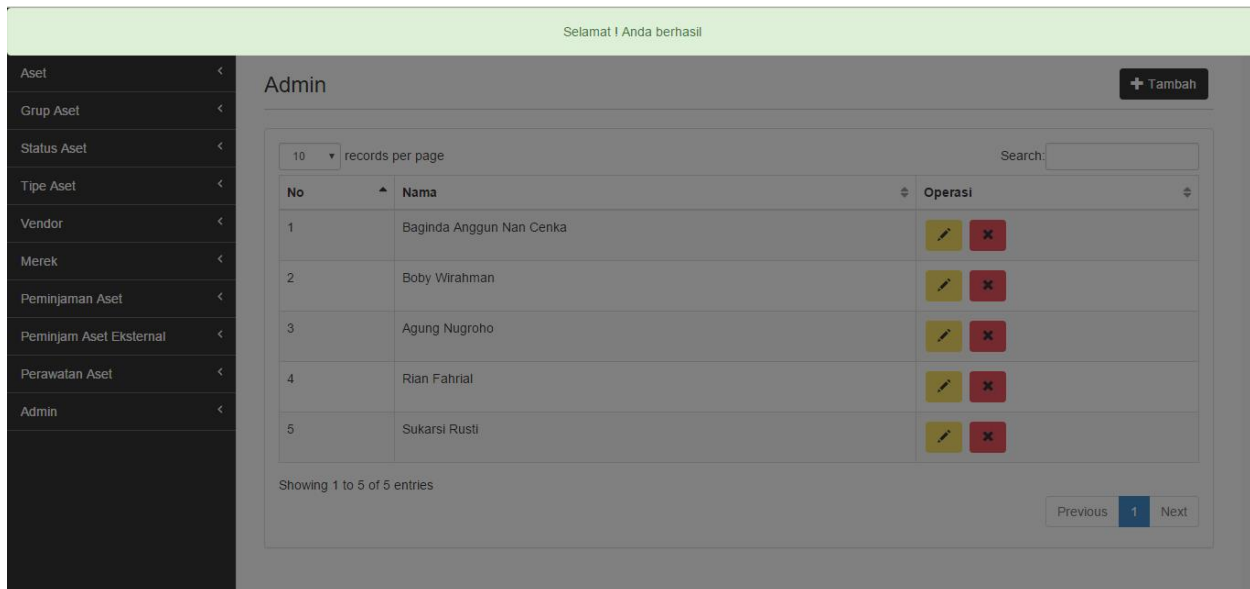 Selamat ! Anda berhasil
Aset
Grup Aset
Status Aset
Tipe Aset
Vendor
Merek
Peminjaman Aset
Peminjam Aset Eksternal
Perawatan Aset
Admin
Admin
Tambah
10 records per page
Search:
No Nama Operasi
1 Baginda Anggun Nan Cenka
2 Boby Wirahman
3 Agung Nugroho
4 Rian Fahrial
5 Sukarsi Rusti
Showing 1 to 5 of 5 entries
Previous 1 Next